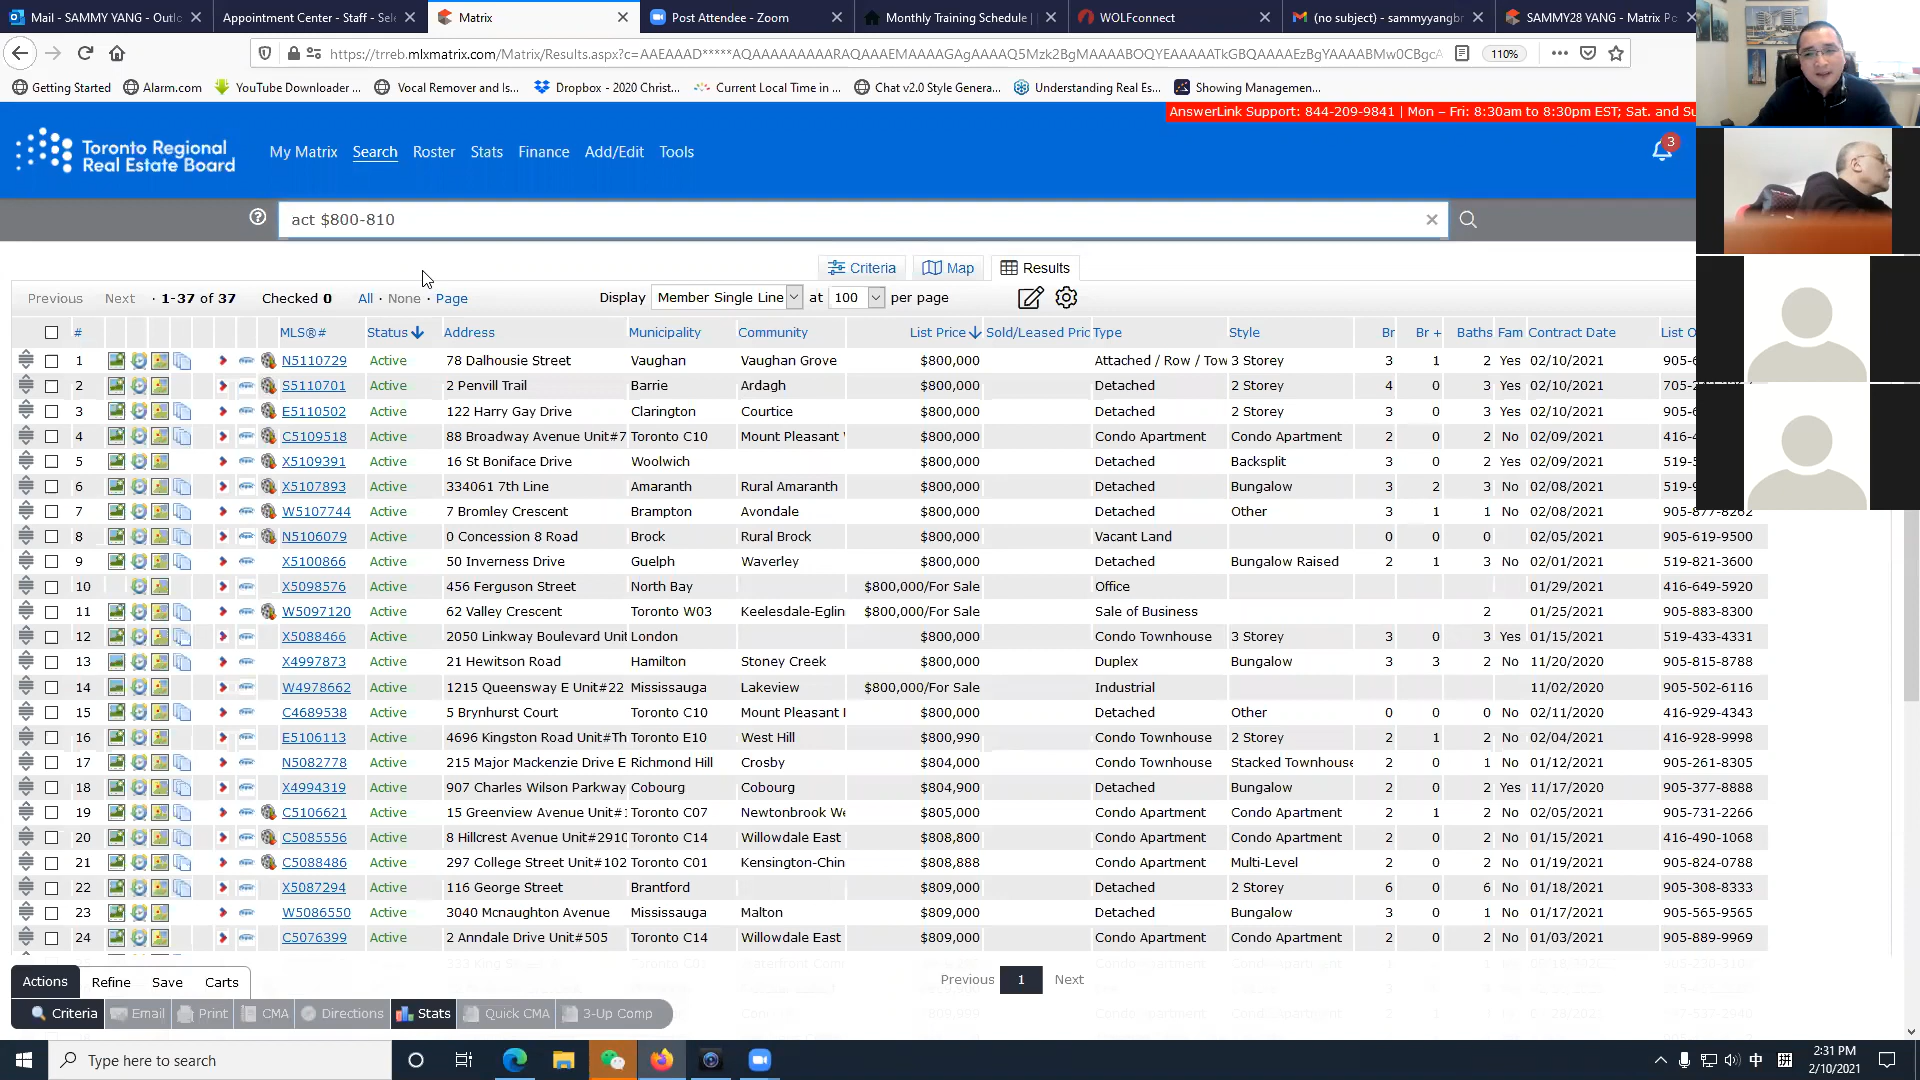 Mail - SAMMY YANG - Outlo
Appointment Center - Staff - Sel
Matrix
Post Attendee - Zoom
Monthly Training Schedule |
WOLFconnect
(no subject) - sammyyangbr
SAMMY28 YANG - Matrix Po
https://trreb.mlxmatrix.com/Matrix/Results.aspx?c=AAEAAAD*****AQAAAAAAAAARAQAAAEMAAAAGAgAAAAQ5Mzk2BgMAAAABOQYEAAAAATkGBQAAAAEzBgYAAAABMw0CBgcA
110%
Getting Started
Alarm.com
YouTube Downloader ...
Vocal Remover and Is...
Dropbox - 2020 Christ...
Current Local Time in ...
Chat v2.0 Style Genera...
Understanding Real Es...
Showing Managemen...
AnswerLink Support: 844-209-9841 | Mon – Fri: 8:30am to 8:30pm EST; Sat. and Su
Toronto Regional
Real Estate Board
My Matrix Search Roster Stats Finance Add/Edit Tools
3
act $800-810
Criteria Map Results
Previous Next · 1-37 of 37 Checked 0 All · None · Page Display Member Single Line at 100 per page
# MLS®# Status Address Municipality Community List Price Sold/Leased Pric Type Style Br Br + Baths Fam Contract Date List O
1 N5110729 Active 78 Dalhousie Street Vaughan Vaughan Grove $800,000 Attached / Row / Tow 3 Storey 3 1 2 Yes 02/10/2021 905-6
2 S5110701 Active 2 Penvill Trail Barrie Ardagh $800,000 Detached 2 Storey 4 0 3 Yes 02/10/2021 705-
3 E5110502 Active 122 Harry Gay Drive Clarington Courtice $800,000 Detached 2 Storey 3 0 3 Yes 02/10/2021 905-6
4 C5109518 Active 88 Broadway Avenue Unit#7 Toronto C10 Mount Pleasant $800,000 Condo Apartment Condo Apartment 2 0 2 No 02/09/2021 416-4
5 X5109391 Active 16 St Boniface Drive Woolwich $800,000 Detached Backsplit 3 0 2 Yes 02/09/2021 519-5
6 X5107893 Active 334061 7th Line Amaranth Rural Amaranth $800,000 Detached Bungalow 3 2 3 No 02/08/2021 519-9
7 W5107744 Active 7 Bromley Crescent Brampton Avondale $800,000 Detached Other 3 1 1 No 02/08/2021 905-877-8262
8 N5106079 Active 0 Concession 8 Road Brock Rural Brock $800,000 Vacant Land 0 0 0 02/05/2021 905-619-9500
9 X5100866 Active 50 Inverness Drive Guelph Waverley $800,000 Detached Bungalow Raised 2 1 3 No 02/01/2021 519-821-3600
10 X5098576 Active 456 Ferguson Street North Bay $800,000/For Sale Office 01/29/2021 416-649-5920
11 W5097120 Active 62 Valley Crescent Toronto W03 Keelesdale-Eglin $800,000/For Sale Sale of Business 2 01/25/2021 905-883-8300
12 X5088466 Active 2050 Linkway Boulevard Unit London $800,000 Condo Townhouse 3 Storey 3 0 3 Yes 01/15/2021 519-433-4331
13 X4997873 Active 21 Hewitson Road Hamilton Stoney Creek $800,000 Duplex Bungalow 3 3 2 No 11/20/2020 905-815-8788
14 W4978662 Active 1215 Queensway E Unit#22 Mississauga Lakeview $800,000/For Sale Industrial 11/02/2020 905-502-6116
15 C4689538 Active 5 Brynhurst Court Toronto C10 Mount Pleasant $800,000 Detached Other 0 0 0 No 02/11/2020 416-929-4343
16 E5106113 Active 4696 Kingston Road Unit#Th Toronto E10 West Hill $800,990 Condo Townhouse 2 Storey 2 1 2 No 02/04/2021 416-928-9998
17 N5082778 Active 215 Major Mackenzie Drive E Richmond Hill Crosby $804,000 Condo Townhouse Stacked Townhouse 2 0 1 No 01/12/2021 905-261-8305
18 X4994319 Active 907 Charles Wilson Parkway Cobourg Cobourg $804,900 Detached Bungalow 2 0 2 Yes 11/17/2020 905-377-8888
19 C5106621 Active 15 Greenview Avenue Unit#1 Toronto C07 Newtonbrook We $805,000 Condo Apartment Condo Apartment 2 1 2 No 02/05/2021 905-731-2266
20 C5085556 Active 8 Hillcrest Avenue Unit#2910 Toronto C14 Willowdale East $808,800 Condo Apartment Condo Apartment 2 0 2 No 01/15/2021 416-490-1068
21 C5088486 Active 297 College Street Unit#102 Toronto C01 Kensington-Chin $808,888 Condo Apartment Multi-Level 2 0 2 No 01/19/2021 905-824-0788
22 X5087294 Active 116 George Street Brantford $809,000 Detached 2 Storey 6 0 6 No 01/18/2021 905-308-8333
23 W5086550 Active 3040 Mcnaughton Avenue Mississauga Malton $809,000 Detached Bungalow 3 0 1 No 01/17/2021 905-565-9565
24 C5076399 Active 2 Anndale Drive Unit#505 Toronto C14 Willowdale East $809,000 Condo Apartment Condo Apartment 2 0 2 No 01/03/2021 905-889-9969
Actions Refine Save Carts
Previous 1 Next
Criteria Email Print CMA Directions Stats Quick CMA 3-Up Comp
Type here to search
中
拼
2:31 PM
2/10/2021